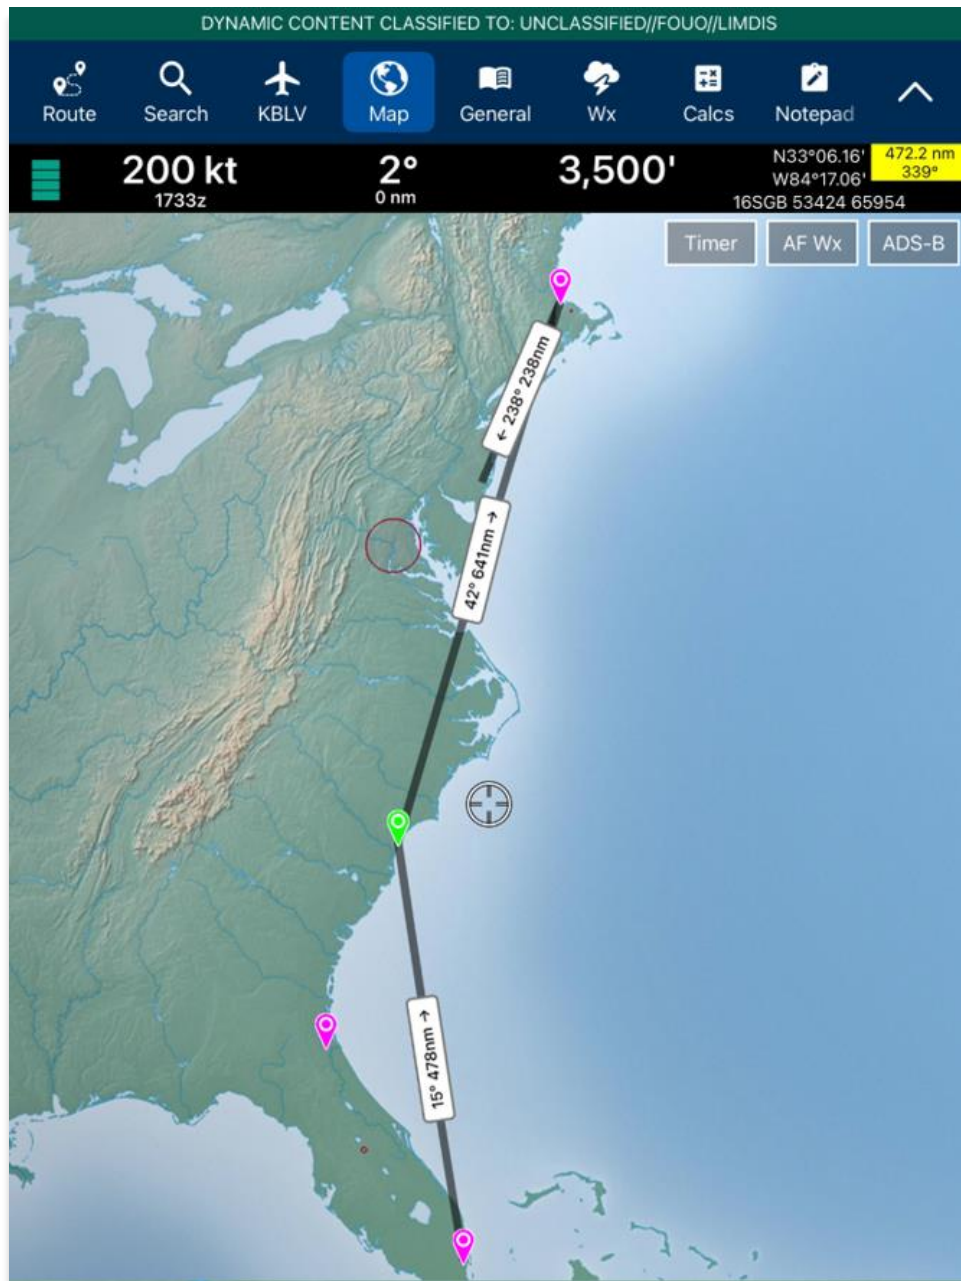 DYNAMIC CONTENT CLASSIFIED TO: UNCLASSIFIED//FOUO//LIMDIS
Route
Search
KBLV
Map
General
Wx
Calcs
Notepad
200 kt
1733z
2°
0 nm
3,500'
N33°06.16'
W84°17.06'
472.2 nm
339°
16SGB 53424 65954
Timer
AF Wx
ADS-B
← 238° 238nm
42° 641nm →
15° 478nm →